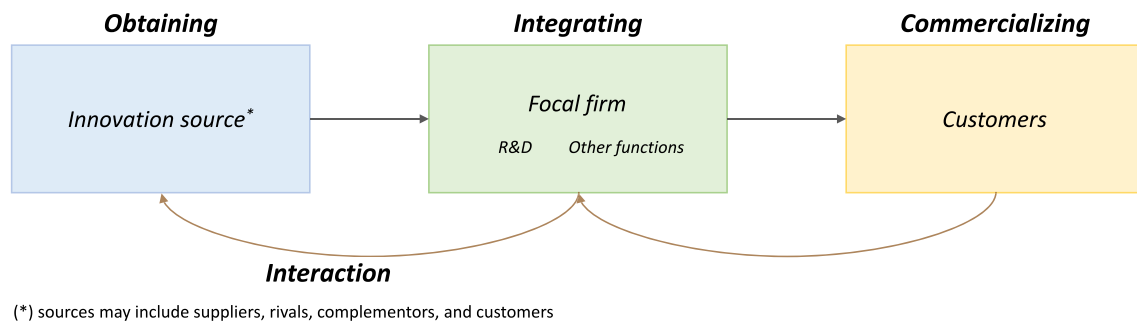 Obtaining
Integrating
Commercializing
Innovation source*
Focal firm
R&D
Other functions
Customers
Interaction
(*) sources may include suppliers, rivals, complementors, and customers